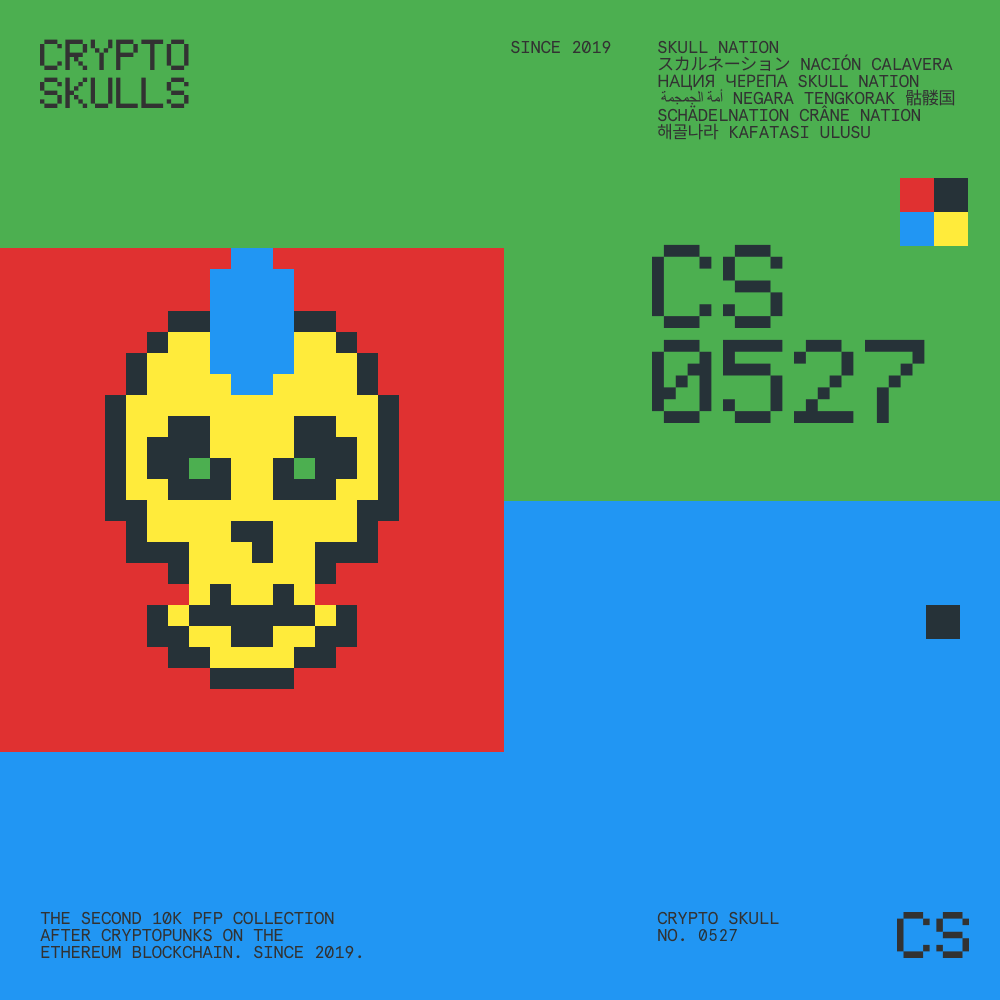 CRYPTO
SKULLS
SINCE 2019
SKULL NATION
スカルネーション NACIÓN CALAVERA
НАЦИЯ ЧЕРЕПА SKULL NATION
أمة الجمجمة NEGARA TENGKORAK 骷髅国
SCHÄDELNATION CRÂNE NATION
해골나라 KAFATASI ULUSU
CS
0527
THE SECOND 10K PFP COLLECTION
AFTER CRYPTOPUNKS ON THE
ETHEREUM BLOCKCHAIN. SINCE 2019.
CRYPTO SKULL
NO. 0527
CS